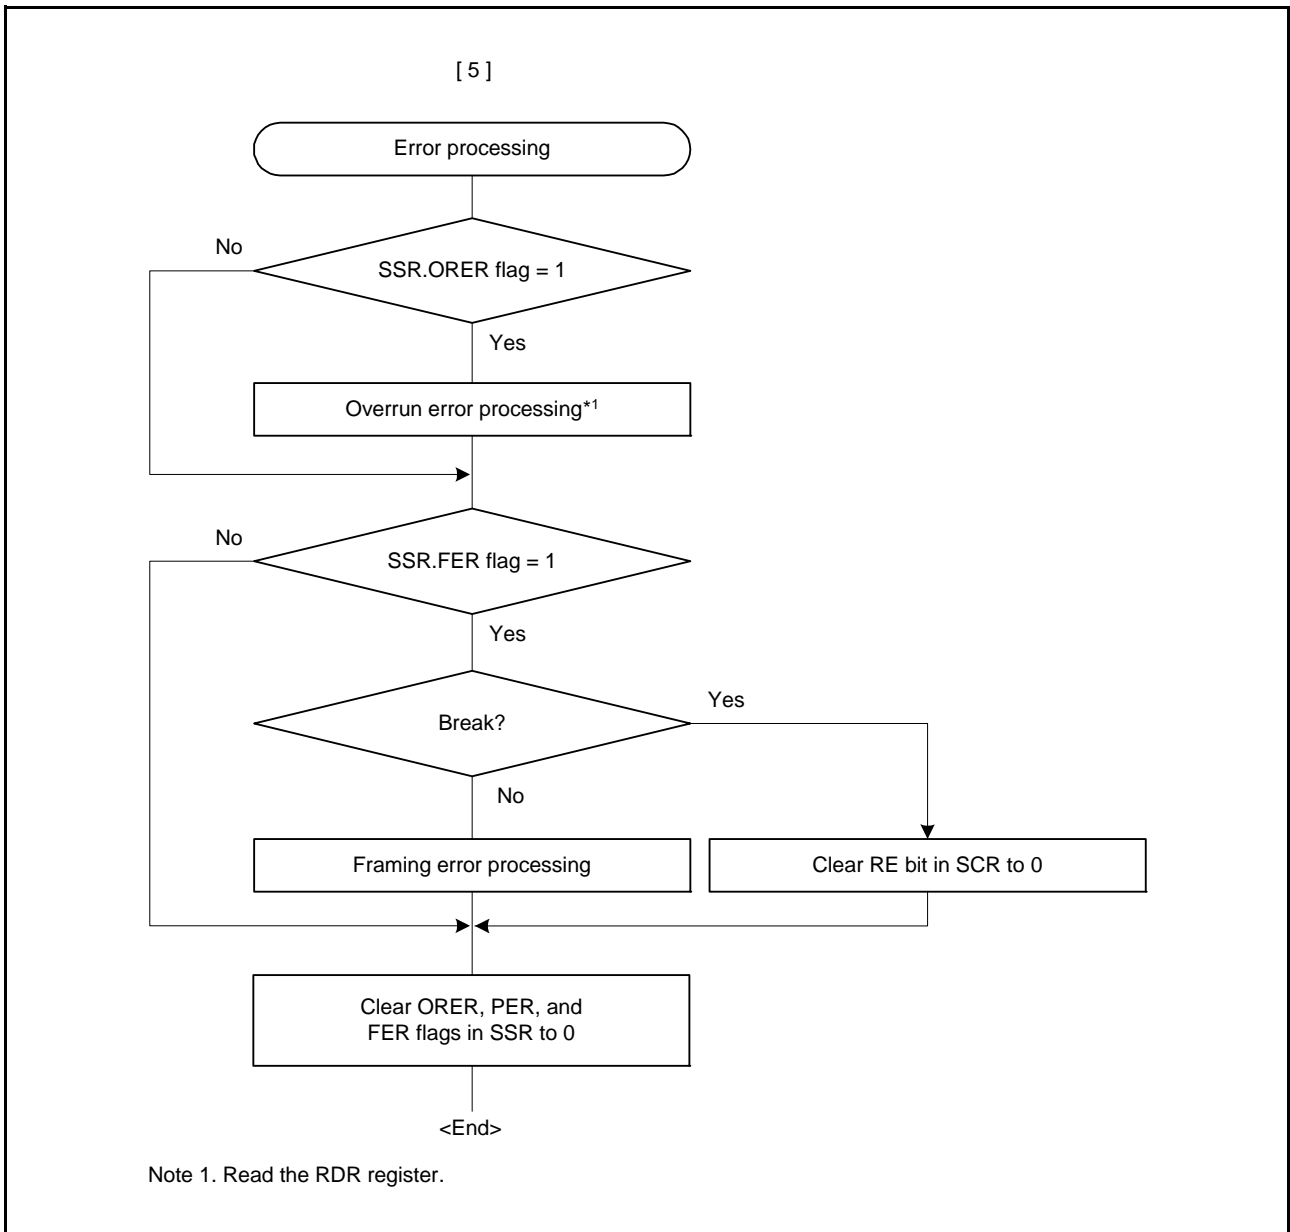 [ 5 ]
Error processing
No
SSR.ORER flag = 1
Yes
Overrun error processing*1
No
SSR.FER flag = 1
Yes
Yes
Break?
No
Framing error processing
Clear RE bit in SCR to 0
Clear ORER, PER, and
FER flags in SSR to 0
<End>
Note 1. Read the RDR register.